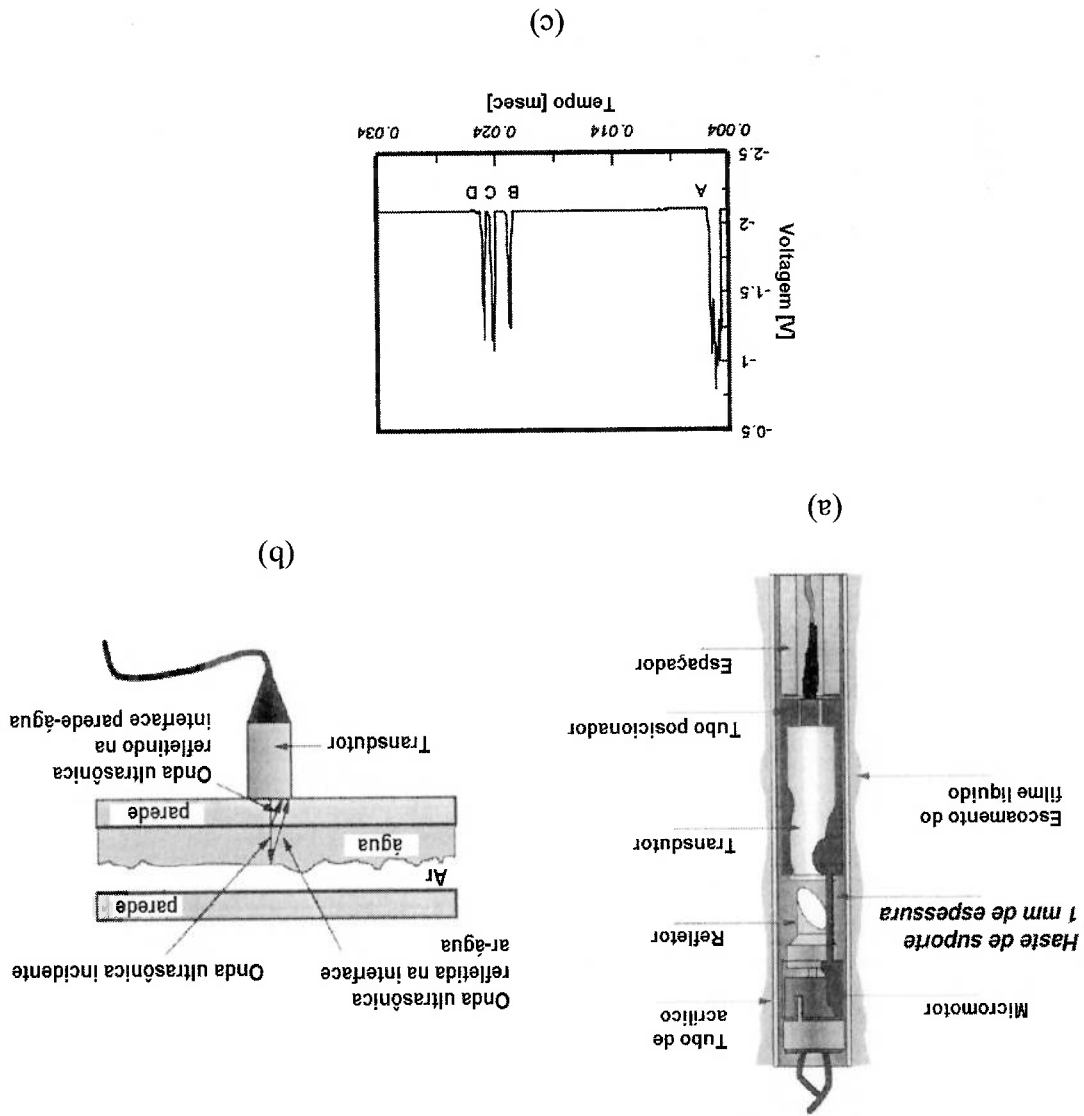 Micromotor
Haste de suporte
1 mm de espessura
Escoamento do
filme líquido
Tubo de
acrílico
Refletor
Transdutor
Tubo posicionador
Espaçador
(a)
Onda ultrasônica
refletida na interface
ar-água
Onda ultrasônica incidente
parede
Ar
água
parede
Transdutor
Onda ultrasônica
refletindo na
interface parede-água
(b)
Voltagem [V]
-0.5
-1
-1.5
-2
-2.5
A
B C D
0.004 0.014 0.024 0.034
Tempo [msec]
(c)